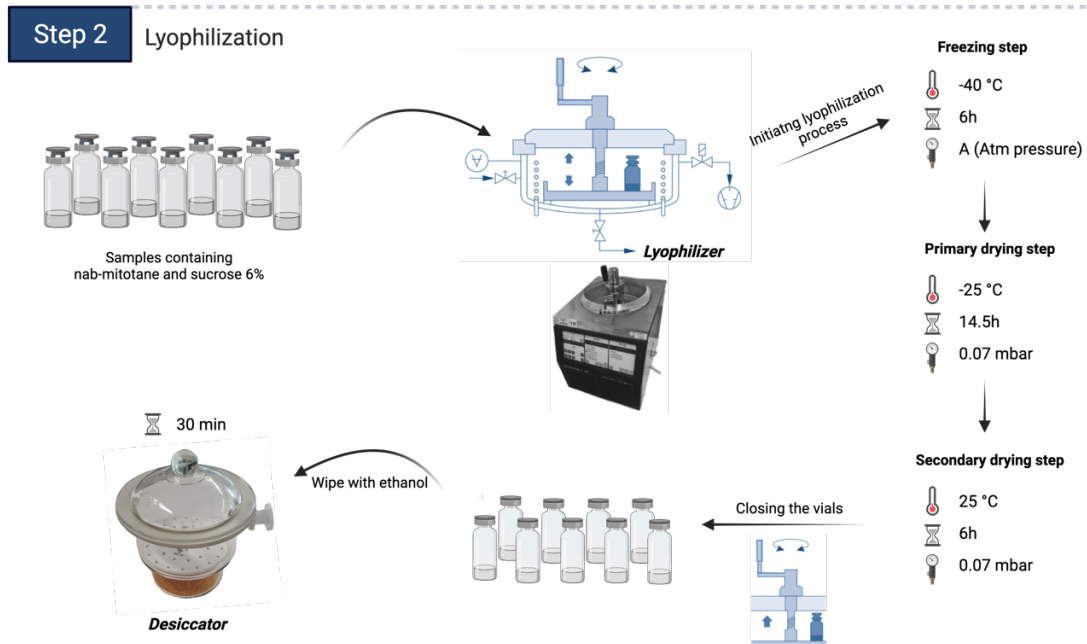 Step 2
Lyophilization
Samples containing
nab-mitotane and sucrose 6%
Lyophilizer
Initiatng lyophilization
process
Freezing step
-40 °C
6h
A (Atm pressure)
Primary drying step
-25 °C
14.5h
0.07 mbar
Secondary drying step
25 °C
6h
0.07 mbar
Closing the vials
Wipe with ethanol
30 min
Desiccator